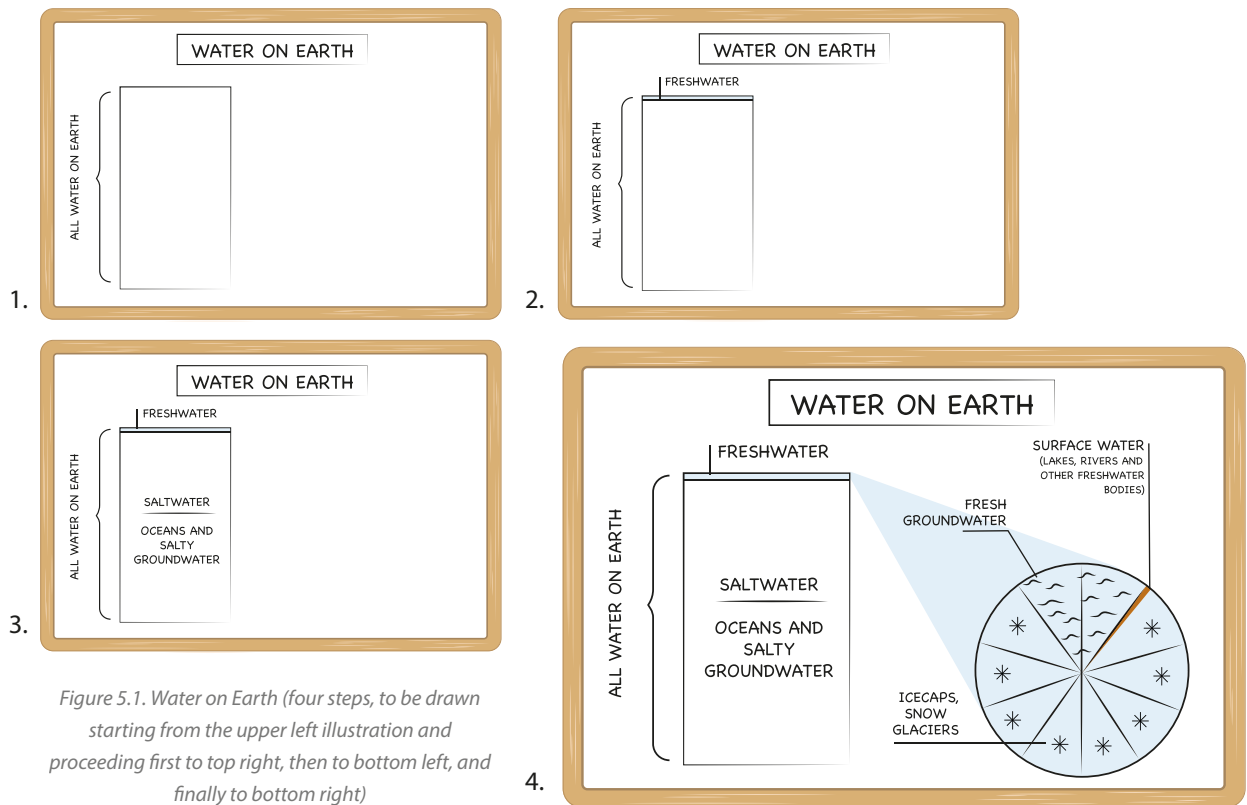 WATER ON EARTH
ALL WATER ON EARTH
1.
WATER ON EARTH
FRESHWATER
ALL WATER ON EARTH
2.
WATER ON EARTH
FRESHWATER
ALL WATER ON EARTH
SALTWATER
OCEANS AND
SALTY
GROUNDWATER
3.
Figure 5.1. Water on Earth (four steps, to be drawn
starting from the upper left illustration and
proceeding first to top right, then to bottom left, and
finally to bottom right)
WATER ON EARTH
FRESHWATER
ALL WATER ON EARTH
SALTWATER
OCEANS AND
SALTY
GROUNDWATER
SURFACE WATER
(LAKES, RIVERS AND
OTHER FRESHWATER
BODIES)
FRESH
GROUNDWATER
ICECAPS,
SNOW
GLACIERS
4.